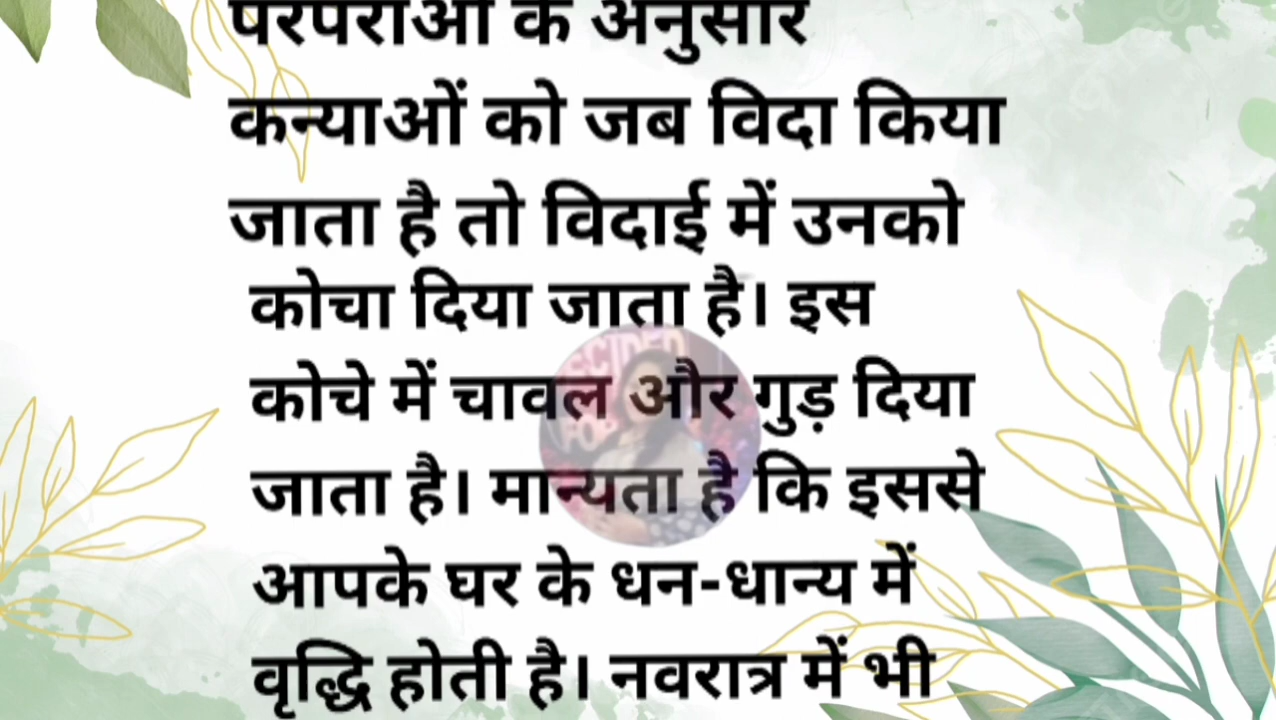 परंपराओं के अनुसार
कन्याओं को जब विदा किया
जाता है तो विदाई में उनको
कोचा दिया जाता है। इस
कोचे में चावल और गुड़ दिया
जाता है। मान्यता है कि इससे
आपके घर के धन-धान्य में
वृद्धि होती है। नवरात्र में भी